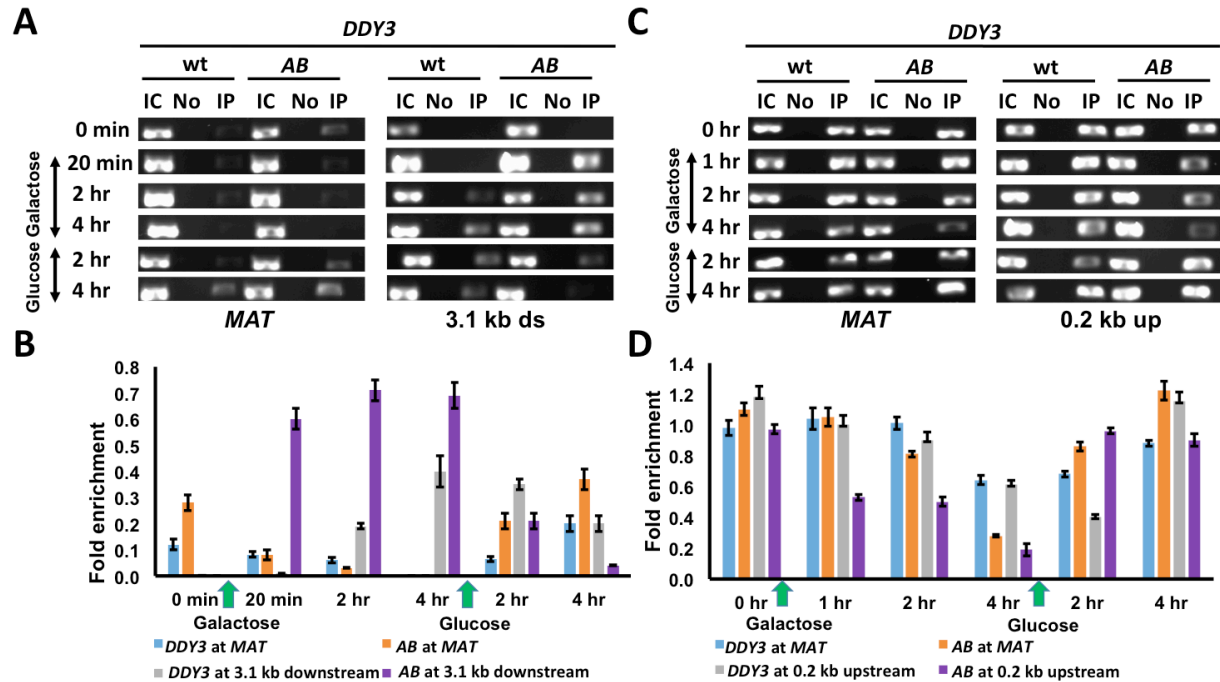 A
DDY3
wt AB wt AB
IC No IP IC No IP IC No IP IC No IP
0 min
20 min
2 hr
4 hr
2 hr
4 hr
Galactose
Glucose
MAT 3.1 kb ds
C
DDY3
wt AB wt AB
IC No IP IC No IP IC No IP IC No IP
0 hr
1 hr
2 hr
4 hr
2 hr
4 hr
Galactose
Glucose
MAT 0.2 kb up
B
Fold enrichment
0.8
0.7
0.6
0.5
0.4
0.3
0.2
0.1
0.0
0 min 20 min 2 hr 4 hr 2 hr 4 hr
Galactose Glucose
DDY3 at MAT AB at MAT
DDY3 at 3.1 kb downstream AB at 3.1 kb downstream
D
Fold enrichment
1.4
1.2
1.0
0.8
0.6
0.4
0.2
0.0
0 hr 1 hr 2 hr 4 hr 2 hr 4 hr
Galactose Glucose
DDY3 at MAT AB at MAT
DDY3 at 0.2 kb upstream AB at 0.2 kb upstream